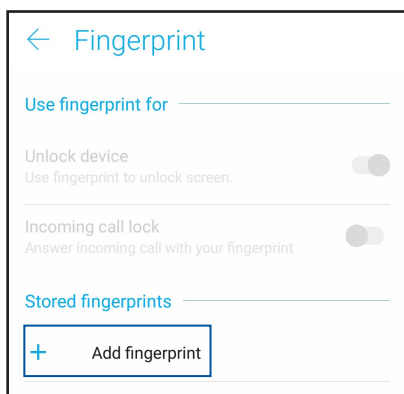 ← Fingerprint
Use fingerprint for
Unlock device
Use fingerprint to unlock screen.
Incoming call lock
Answer incoming call with your fingerprint
Stored fingerprints
+ Add fingerprint